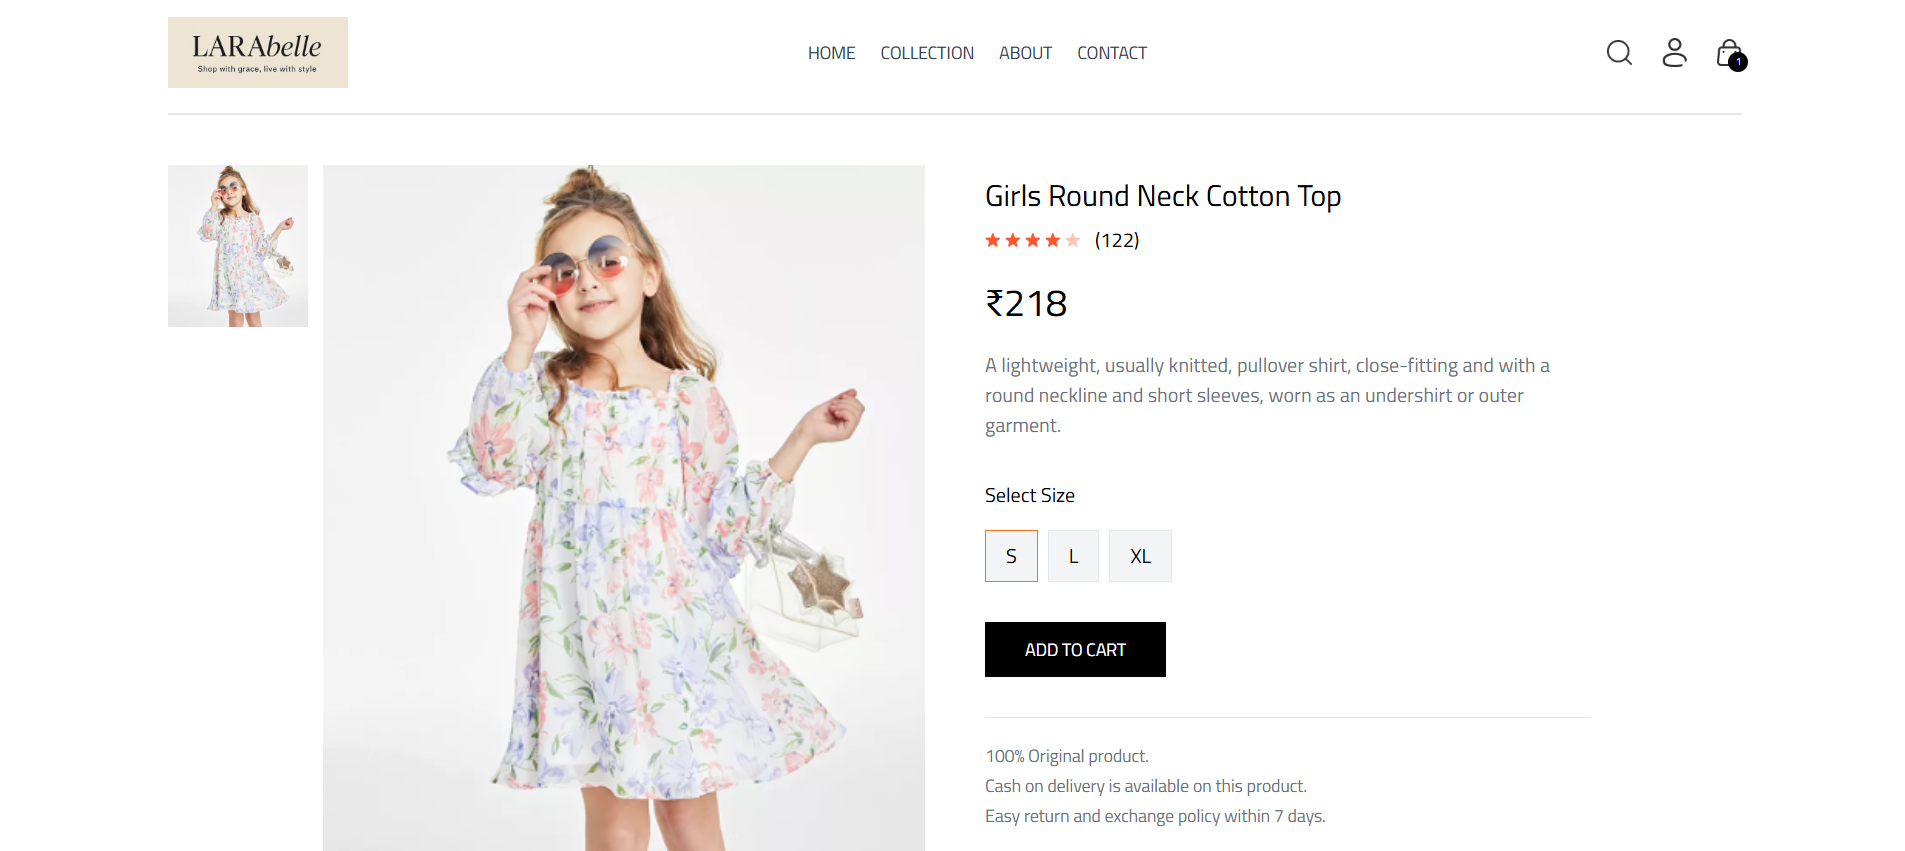 LARAbelle
Shop with grace, live with style
HOME COLLECTION ABOUT CONTACT
1
Girls Round Neck Cotton Top
(122)
₹218
A lightweight, usually knitted, pullover shirt, close-fitting and with a
round neckline and short sleeves, worn as an undershirt or outer
garment.
Select Size
S L XL
ADD TO CART
100% Original product.
Cash on delivery is available on this product.
Easy return and exchange policy within 7 days.